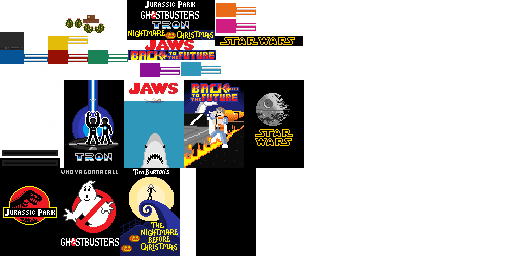 JURASSIC PARK
GHOSTBUSTERS
TRON
NIGHTMARE CHRISTMAS
JAWS
STAR WARS
BACK TO THE FUTURE
JAWS
BACK
TO THE
FUTURE
STAR
WARS
TRON
WHO YA GONNA CALL
TIM BURTON'S
JURASSIC PARK
THE
NIGHTMARE
BEFORE
CHRISTMAS
GHOSTBUSTERS